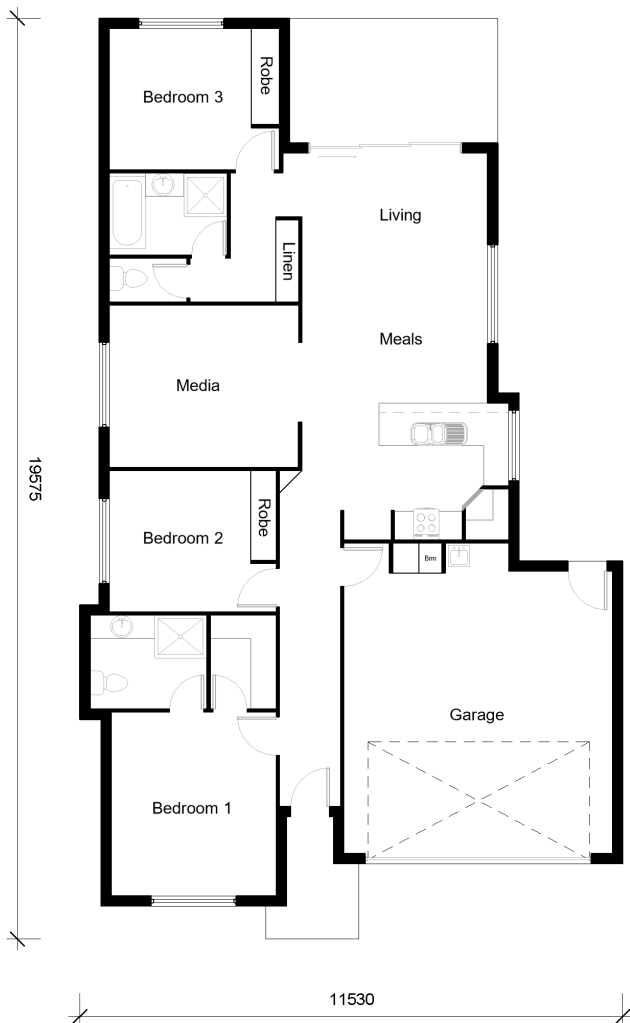 Bedroom 3
Robe
Living
Linen
Meals
Media
19575
Robe
Bedroom 2
Brm
Garage
Bedroom 1
11530